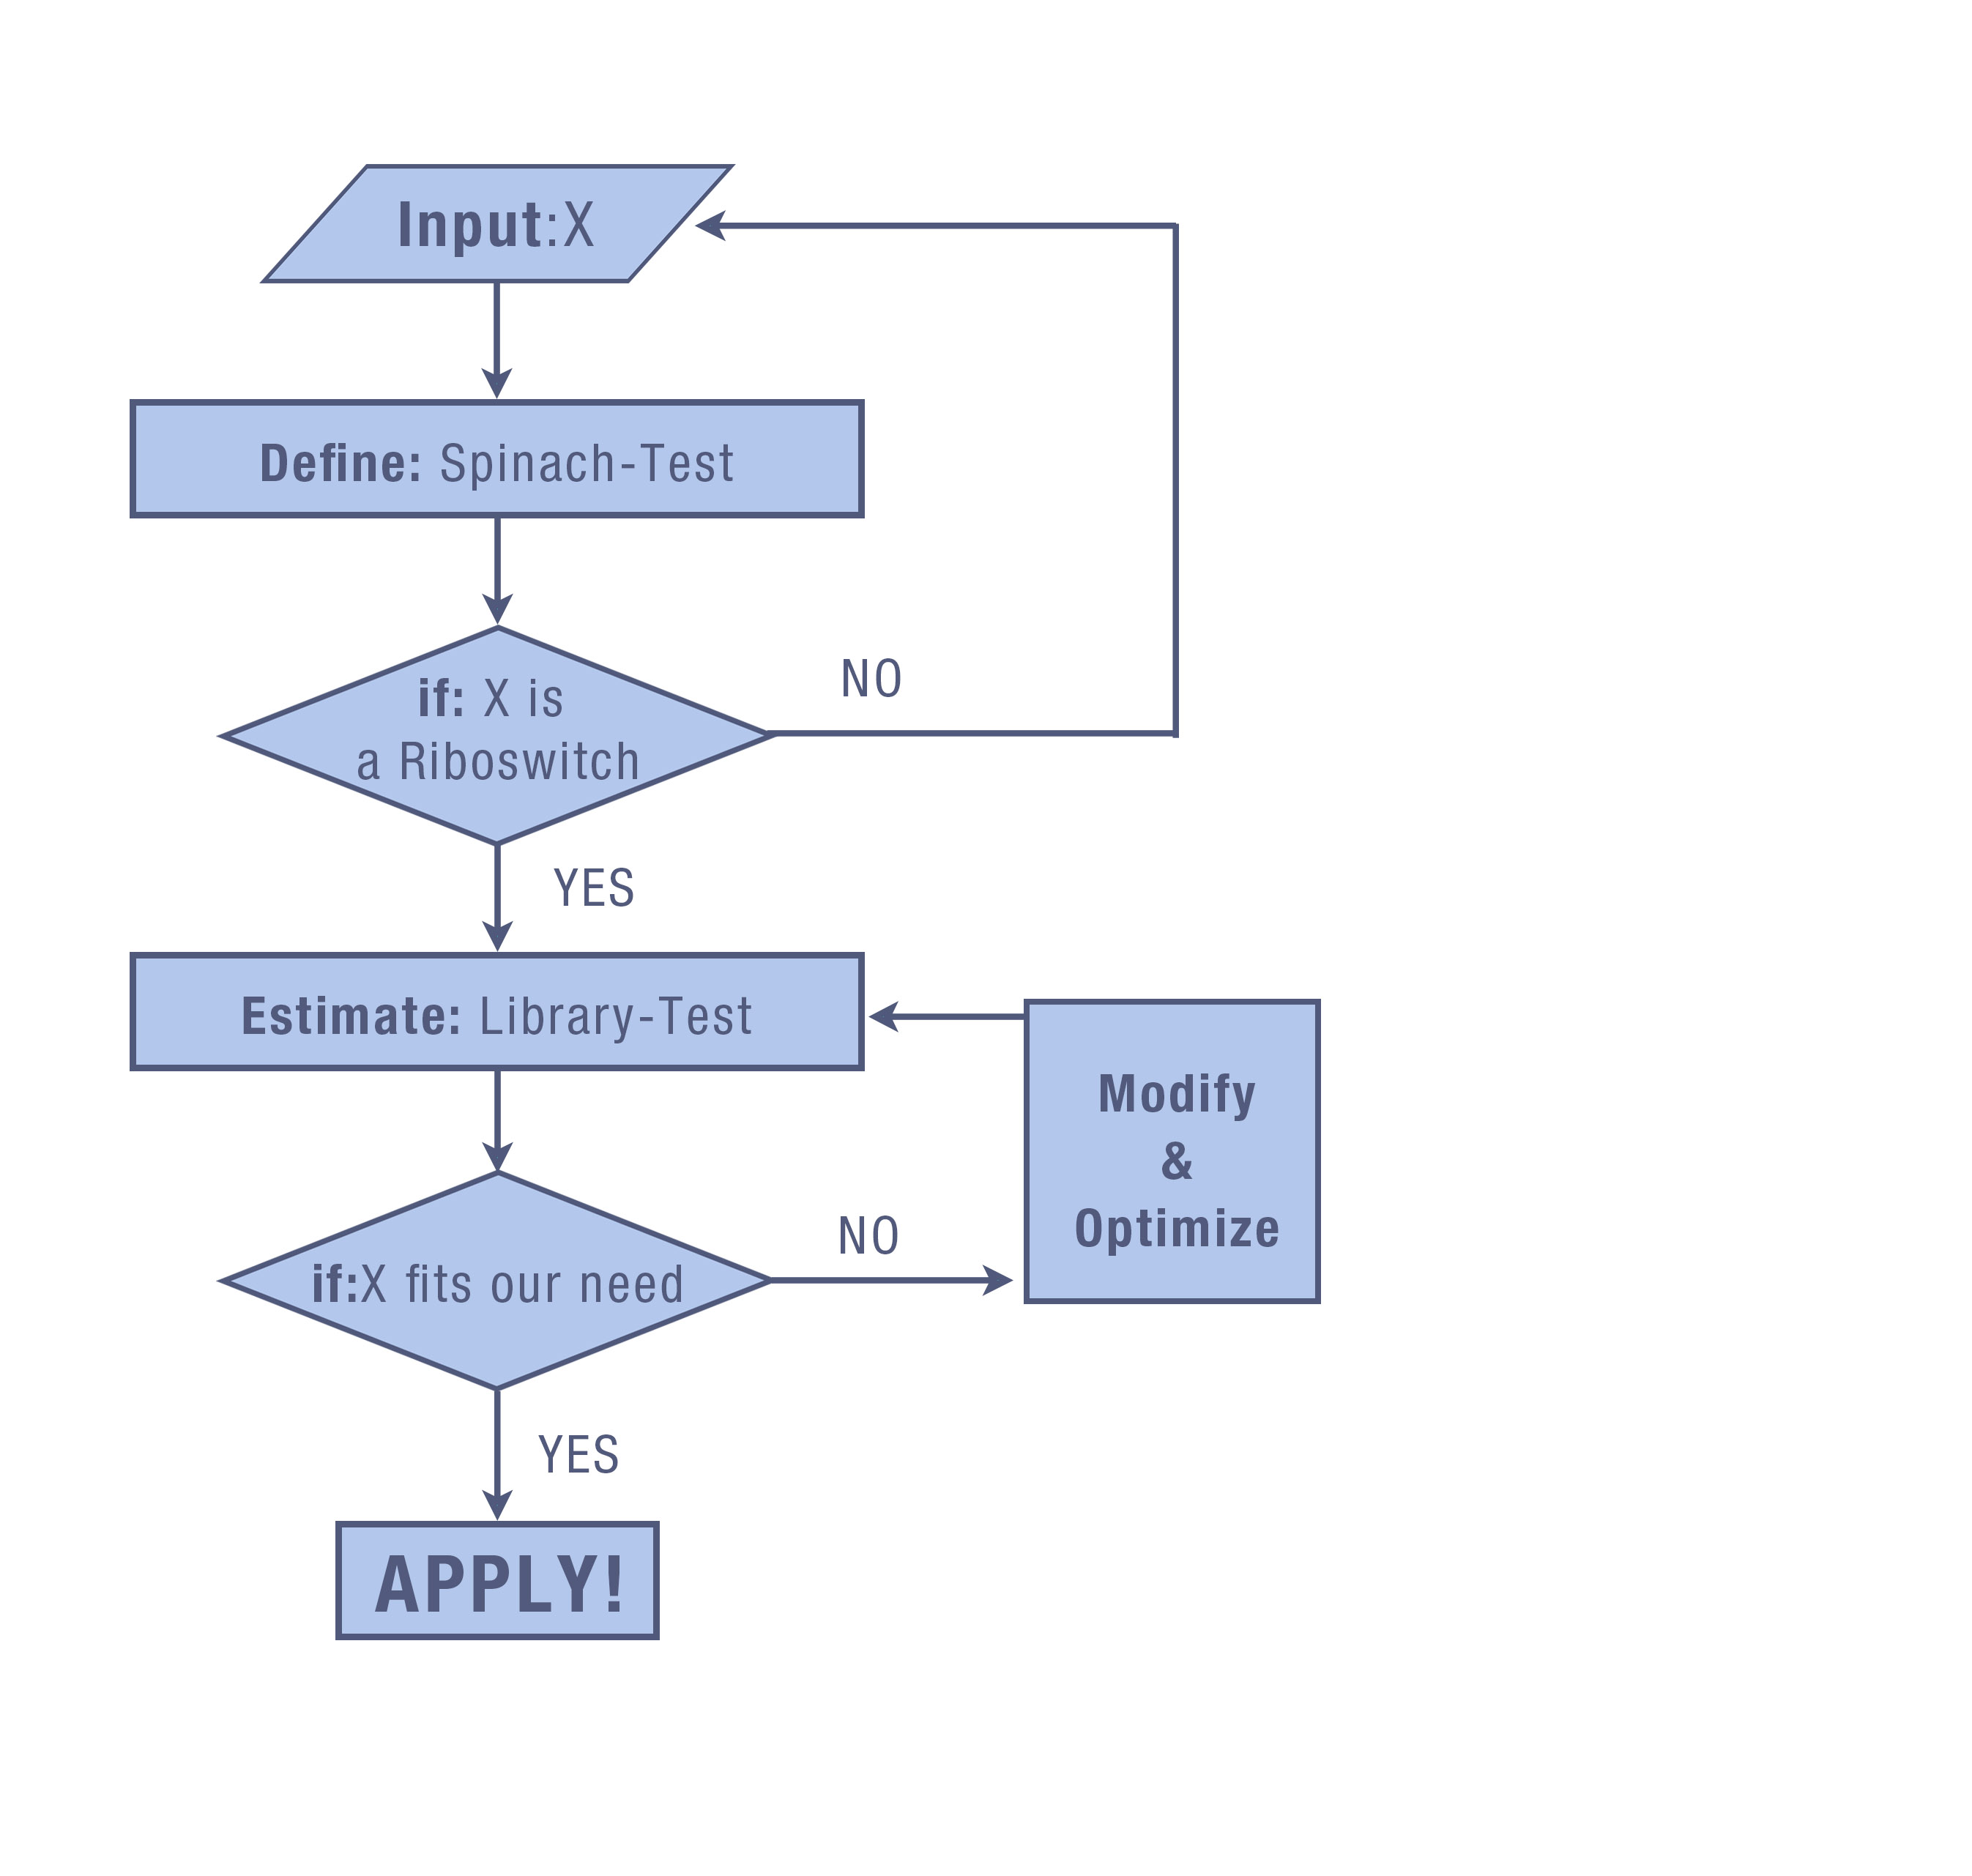 Input:X
Define: Spinach-Test
if: X is
a Riboswitch
NO
YES
Estimate: Library-Test
Modify
&
Optimize
if:X fits our need
NO
YES
APPLY!